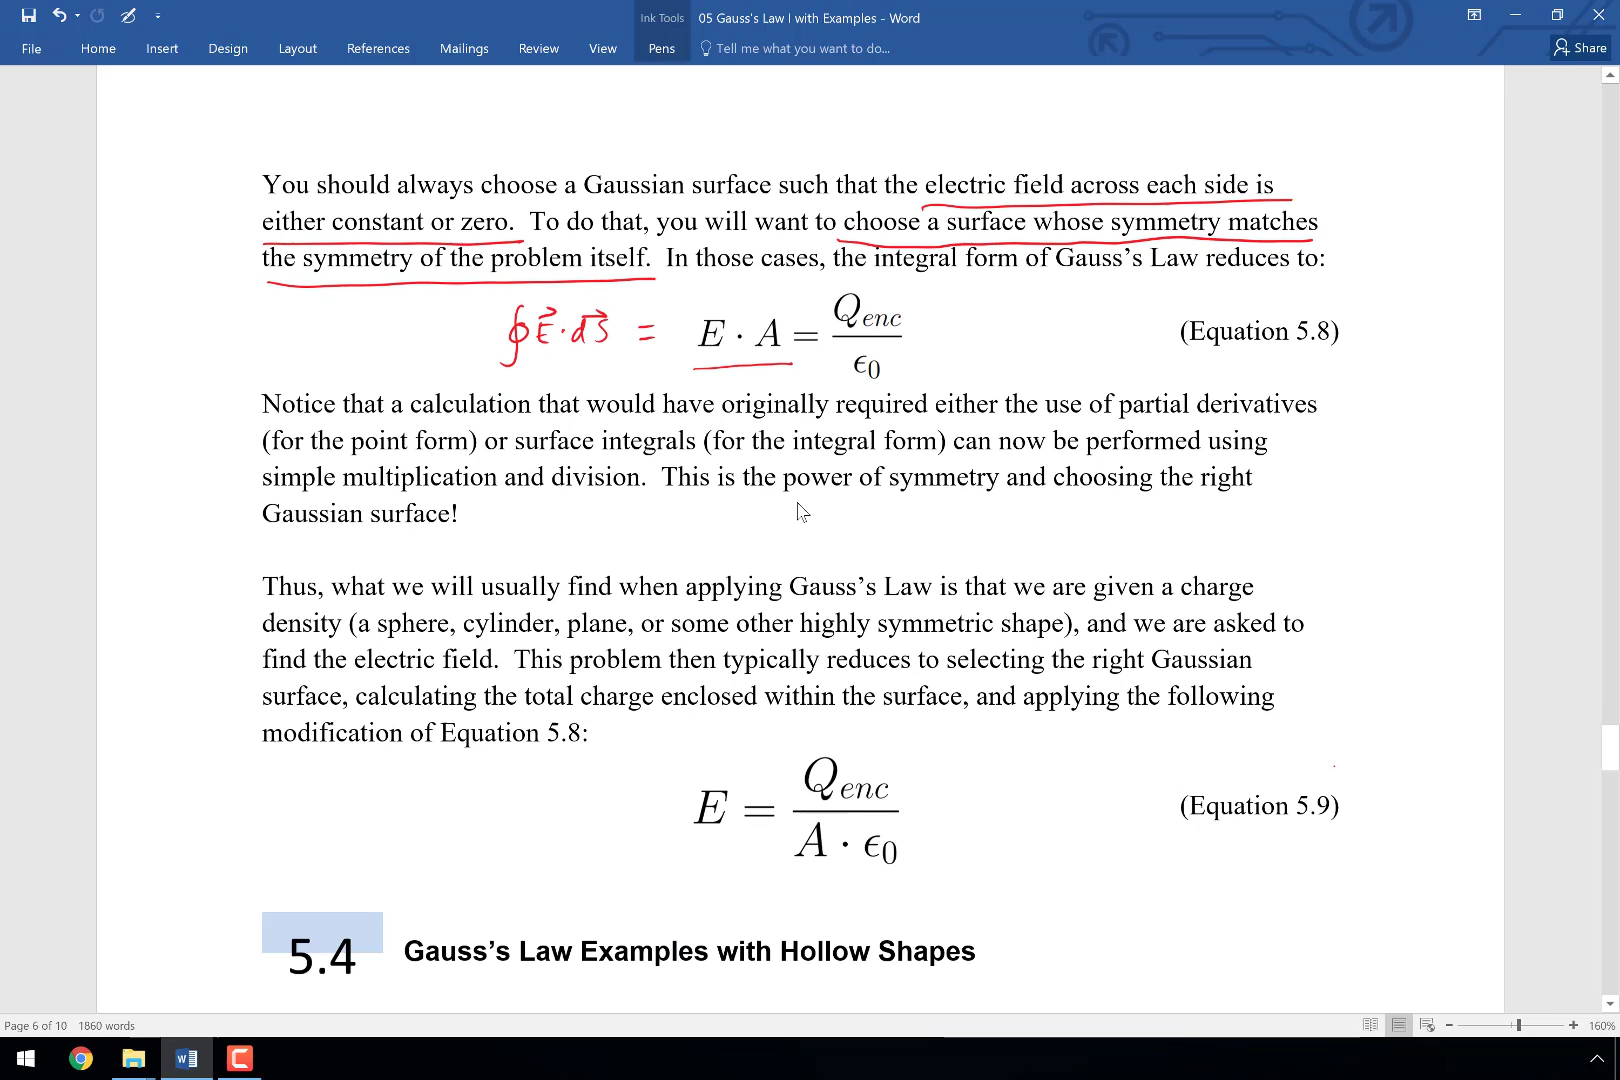 Ink Tools
05 Gauss's Law I with Examples - Word
File Home Insert Design Layout References Mailings Review View Pens Tell me what you want to do... Share
You should always choose a Gaussian surface such that the electric field across each side is
either constant or zero. To do that, you will want to choose a surface whose symmetry matches
the symmetry of the problem itself. In those cases, the integral form of Gauss’s Law reduces to:
∮E⃗·dS⃗ = E · A = Q_enc/ϵ₀ (Equation 5.8)
Notice that a calculation that would have originally required either the use of partial derivatives
(for the point form) or surface integrals (for the integral form) can now be performed using
simple multiplication and division. This is the power of symmetry and choosing the right
Gaussian surface!
Thus, what we will usually find when applying Gauss’s Law is that we are given a charge
density (a sphere, cylinder, plane, or some other highly symmetric shape), and we are asked to
find the electric field. This problem then typically reduces to selecting the right Gaussian
surface, calculating the total charge enclosed within the surface, and applying the following
modification of Equation 5.8:
E = Q_enc/(A · ϵ₀) (Equation 5.9)
5.4 Gauss’s Law Examples with Hollow Shapes
Page 6 of 10 1860 words 160%